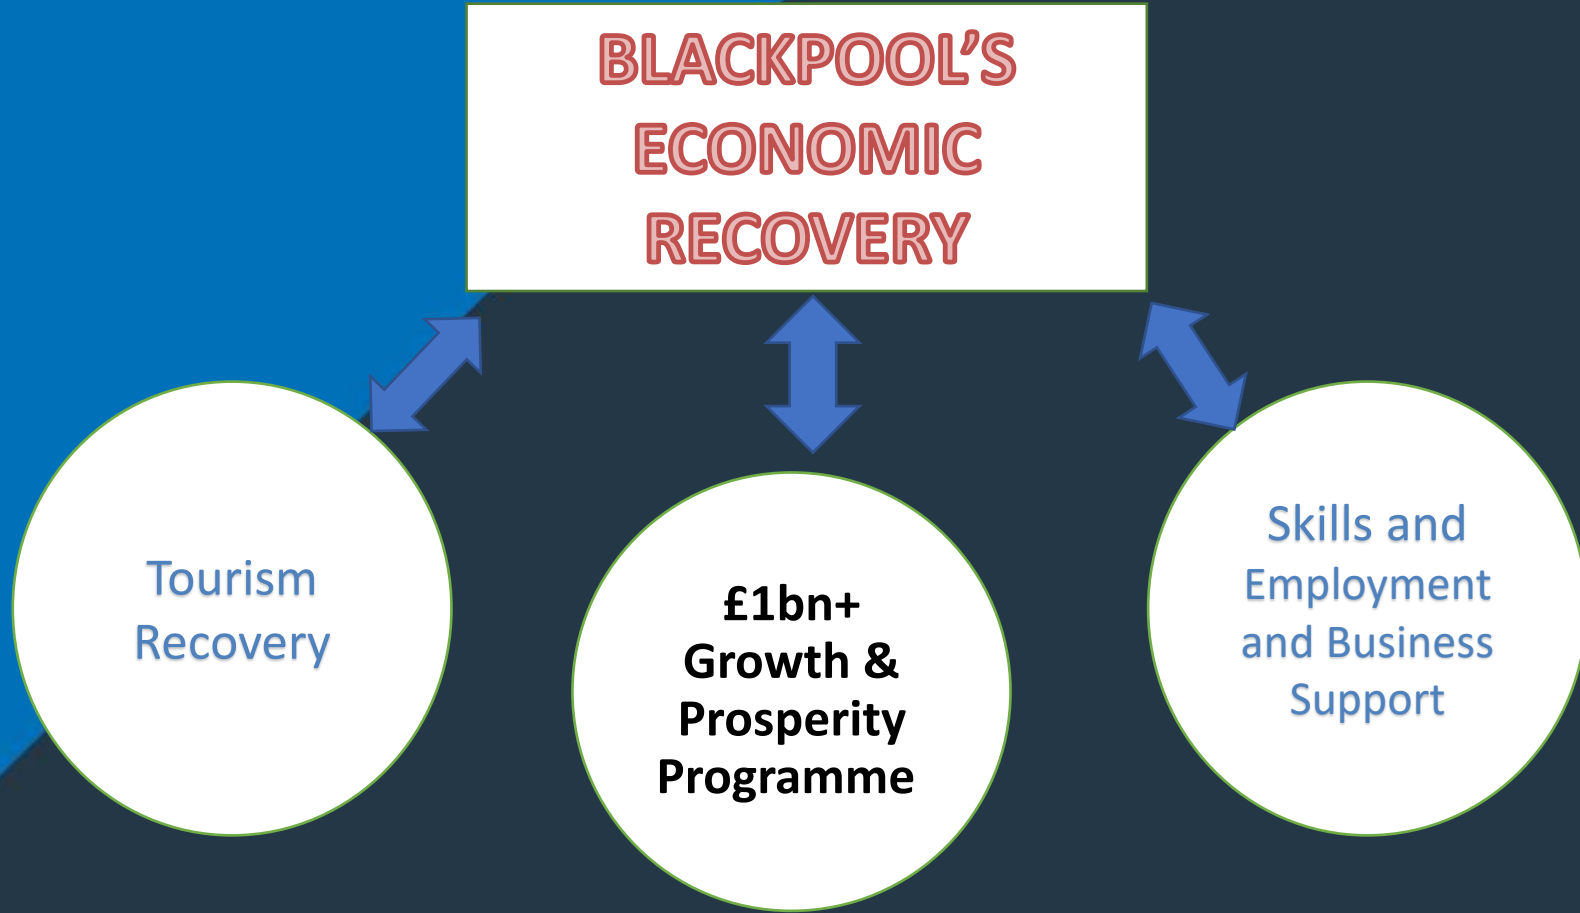 BLACKPOOL’S
ECONOMIC
RECOVERY
Tourism
Recovery
£1bn+
Growth &
Prosperity
Programme
Skills and
Employment
and Business
Support